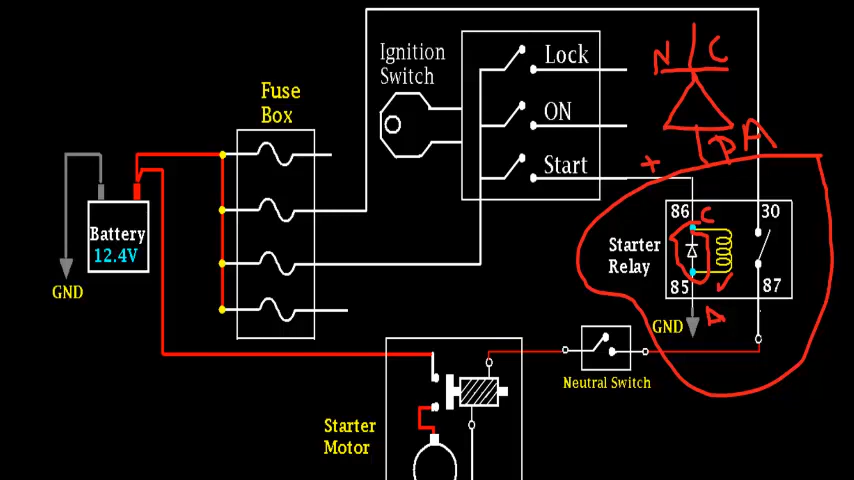 Ignition
Switch
Lock
N C
Fuse
Box
ON
P A
Start
+
86
C
30
Battery
12.4V
Starter
Relay
GND
85
87
GND
A
Neutral Switch
Starter
Motor